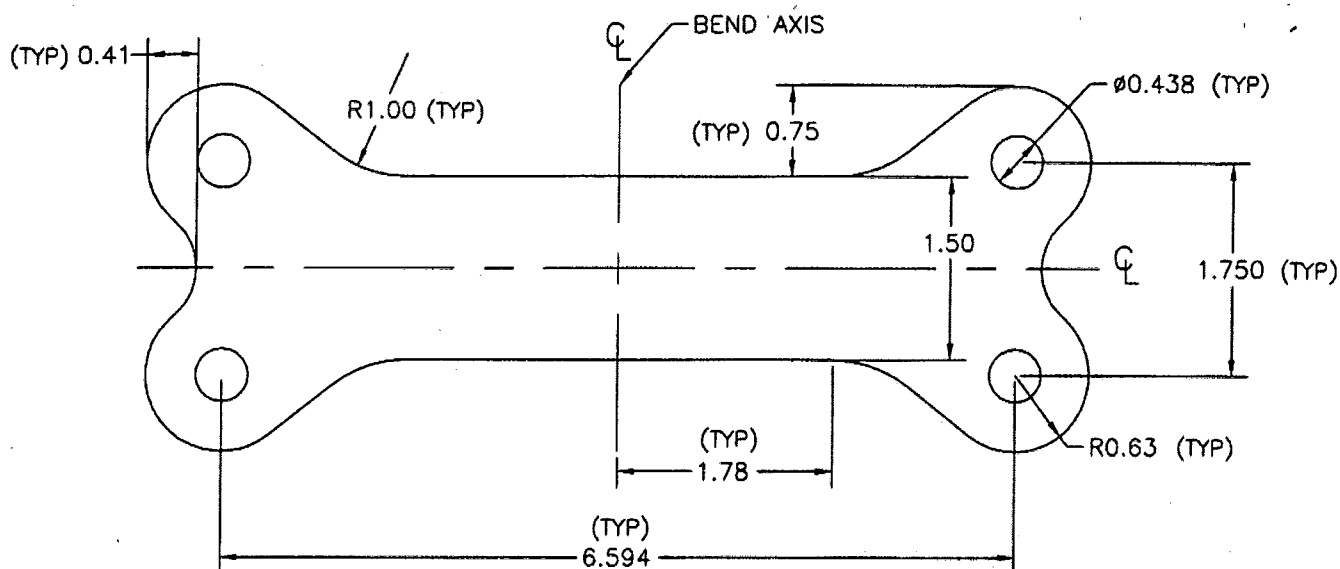 ℄
BEND AXIS
(TYP) 0.41
R1.00 (TYP)
(TYP) 0.75
Ø0.438 (TYP)
1.50
℄
1.750 (TYP)
(TYP)
1.78
R0.63 (TYP)
(TYP)
6.594